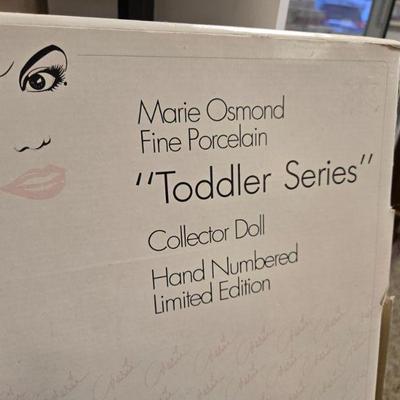 Marie Osmond
Fine Porcelain
"Toddler Series"
Collector Doll
Hand Numbered
Limited Edition